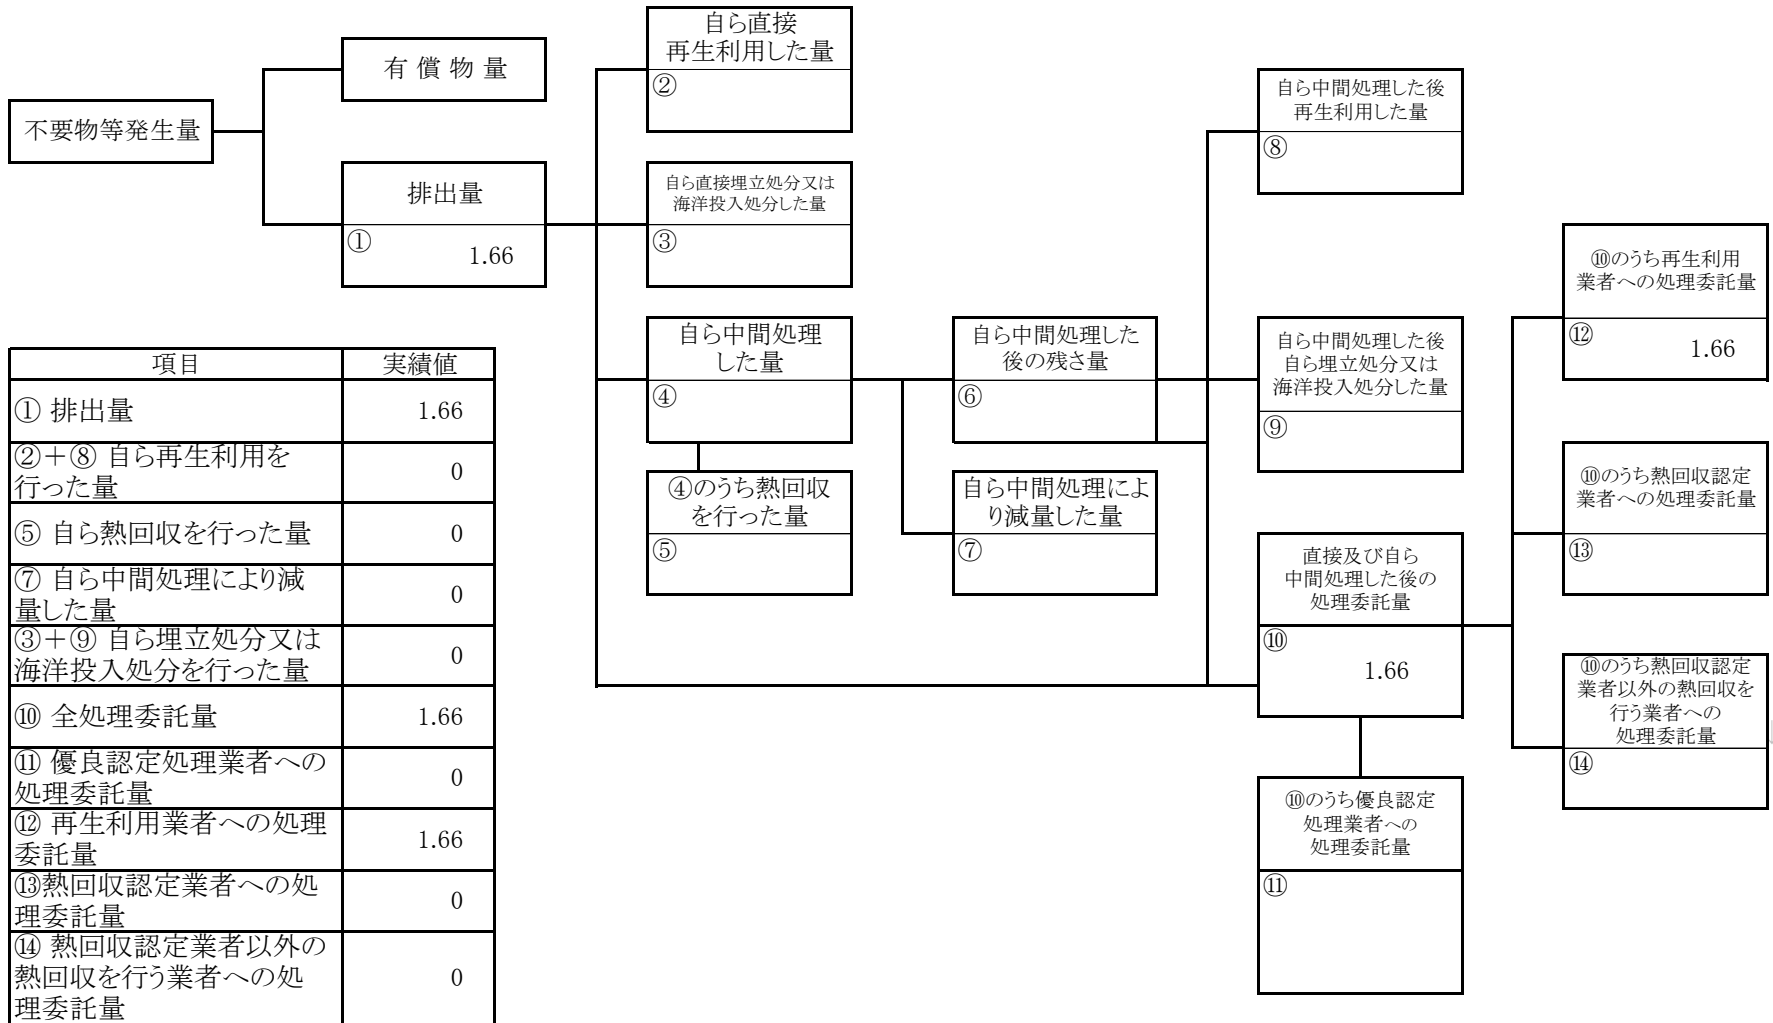 不要物等発生量
有 償 物 量
排出量
①
1.66
自ら直接
再生利用した量
②
自ら直接埋立処分又は
海洋投入処分した量
③
自ら中間処理
した量
④
④のうち熱回収
を行った量
⑤
自ら中間処理した
後の残さ量
⑥
自ら中間処理によ
り減量した量
⑦
自ら中間処理した後
再生利用した量
⑧
自ら中間処理した後
自ら埋立処分又は
海洋投入処分した量
⑨
直接及び自ら
中間処理した後の
処理委託量
⑩
1.66
⑩のうち優良認定
処理業者への
処理委託量
⑪
⑩のうち再生利用
業者への処理委託量
⑫
1.66
⑩のうち熱回収認定
業者への処理委託量
⑬
⑩のうち熱回収認定
業者以外の熱回収を
行う業者への
処理委託量
⑭
項目 実績値
① 排出量 1.66
②＋⑧ 自ら再生利用を
行った量 0
⑤ 自ら熱回収を行った量 0
⑦ 自ら中間処理により減
量した量 0
③＋⑨ 自ら埋立処分又は
海洋投入処分を行った量 0
⑩ 全処理委託量 1.66
⑪ 優良認定処理業者への
処理委託量 0
⑫ 再生利用業者への処理
委託量 1.66
⑬熱回収認定業者への処
理委託量 0
⑭ 熱回収認定業者以外の
熱回収を行う業者への処 0
理委託量